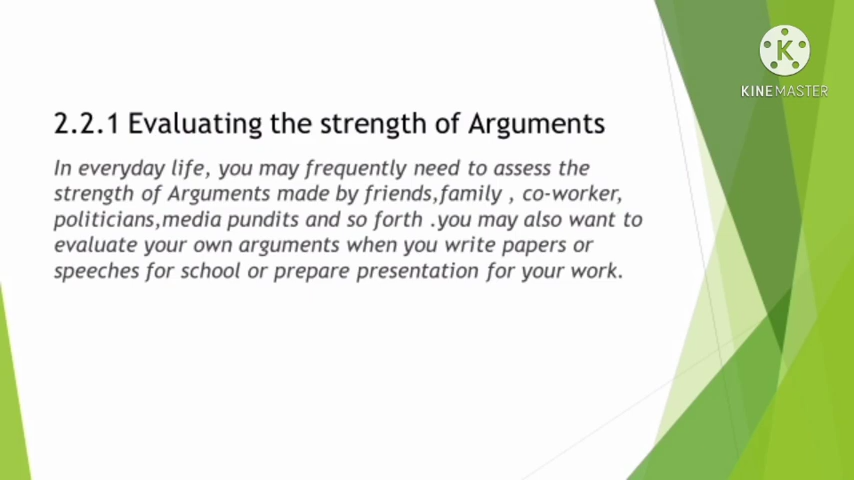 KINEMASTER
2.2.1 Evaluating the strength of Arguments
In everyday life, you may frequently need to assess the
strength of Arguments made by friends,family , co-worker,
politicians,media pundits and so forth .you may also want to
evaluate your own arguments when you write papers or
speeches for school or prepare presentation for your work.